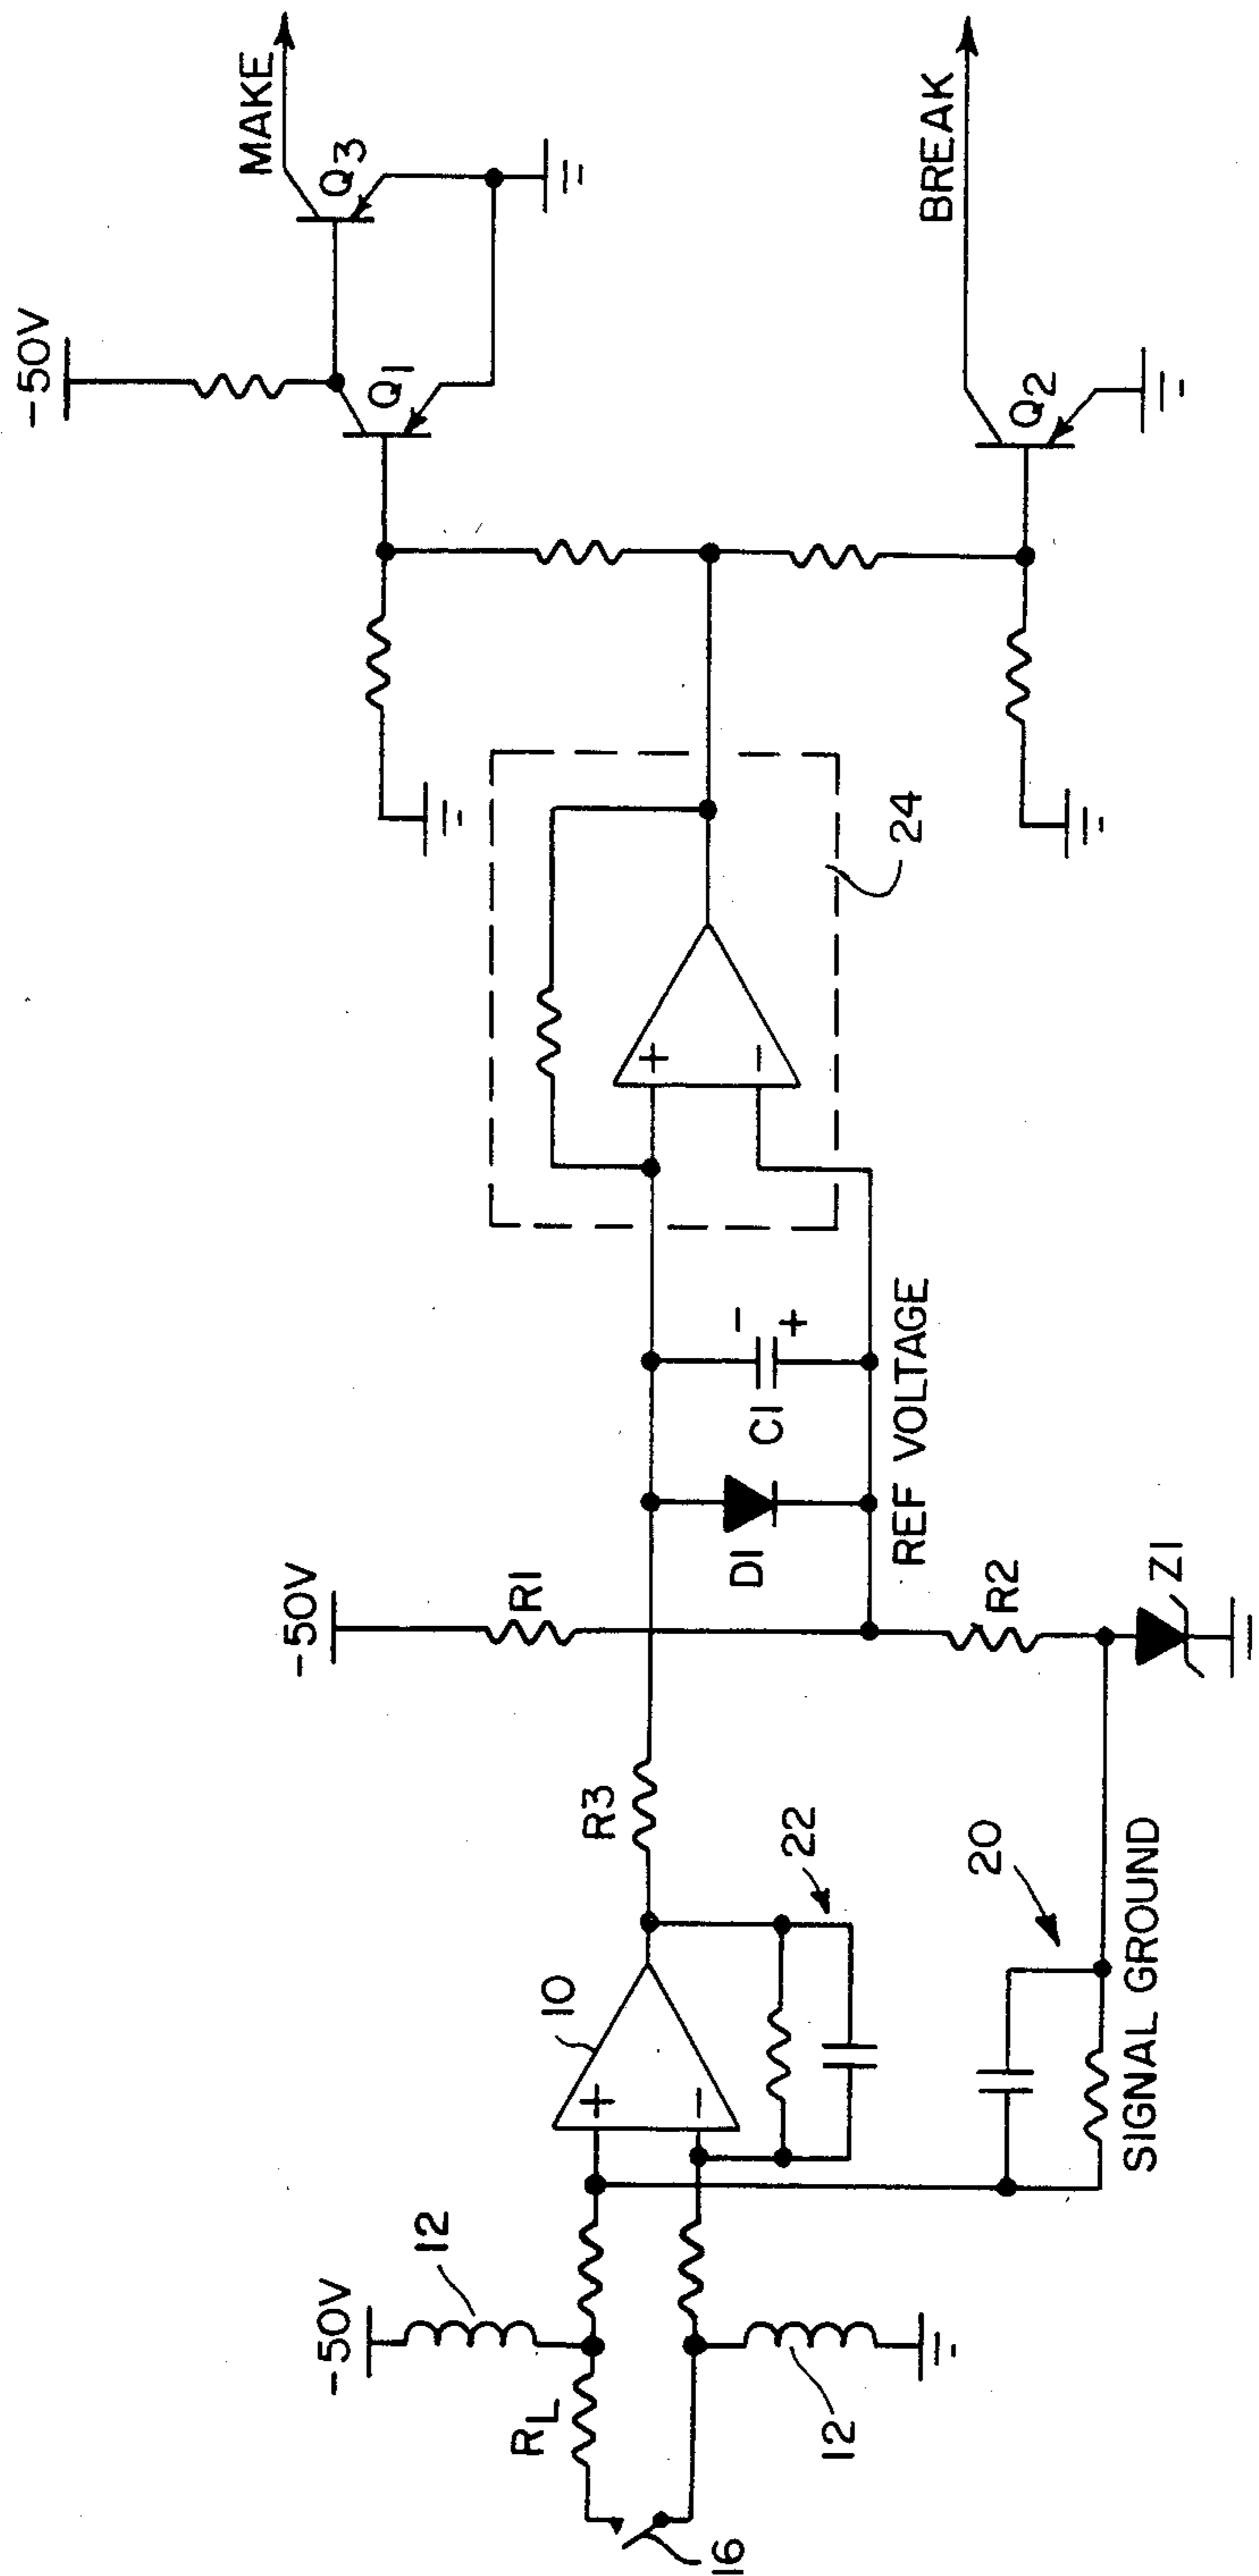 -50V
MAKE
Q3
Q1
BREAK
Q2
24
+
-
-
+
C1
D1
REF VOLTAGE
-50V
R1
R2
Z1
R3
22
20
SIGNAL GROUND
10
+
-
-50V
12
12
RL
16